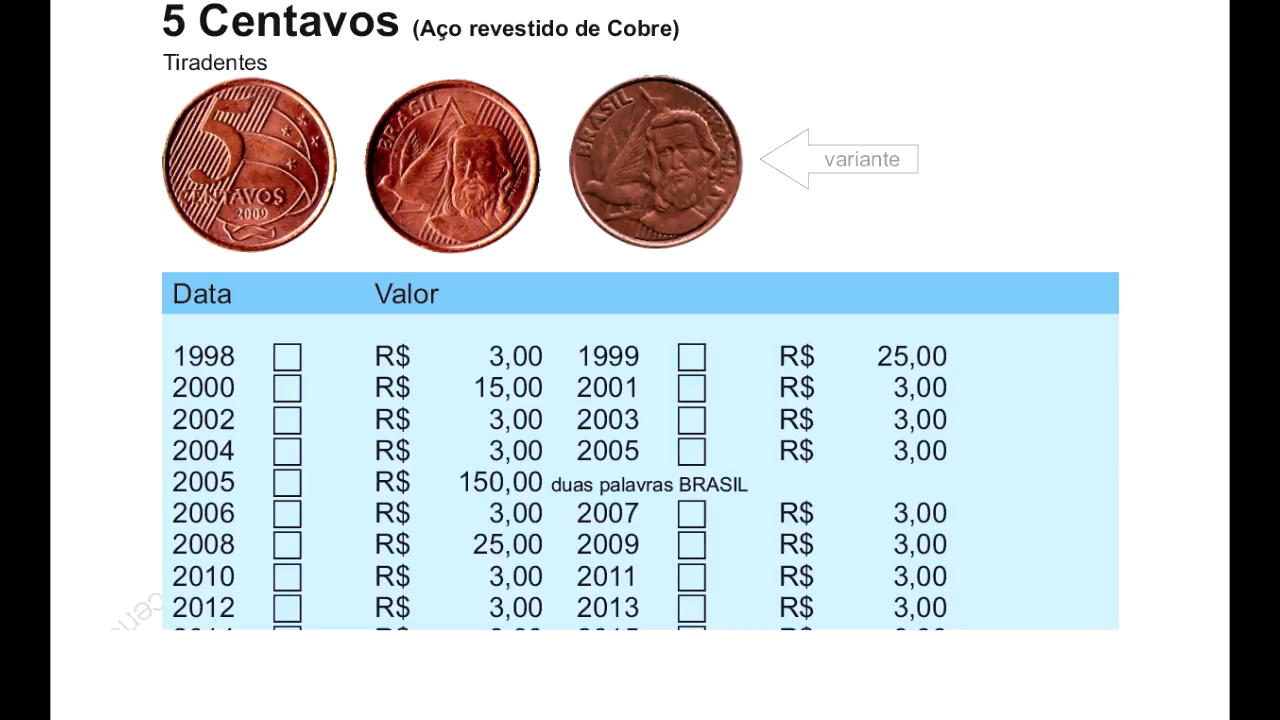 5 Centavos (Aço revestido de Cobre)
Tiradentes
5 CENTAVOS 2009
BRASIL
BRASIL
variante
Data Valor
1998 R$ 3,00 1999 R$ 25,00
2000 R$ 15,00 2001 R$ 3,00
2002 R$ 3,00 2003 R$ 3,00
2004 R$ 3,00 2005 R$ 3,00
2005 R$ 150,00 duas palavras BRASIL
2006 R$ 3,00 2007 R$ 3,00
2008 R$ 25,00 2009 R$ 3,00
2010 R$ 3,00 2011 R$ 3,00
2012 R$ 3,00 2013 R$ 3,00